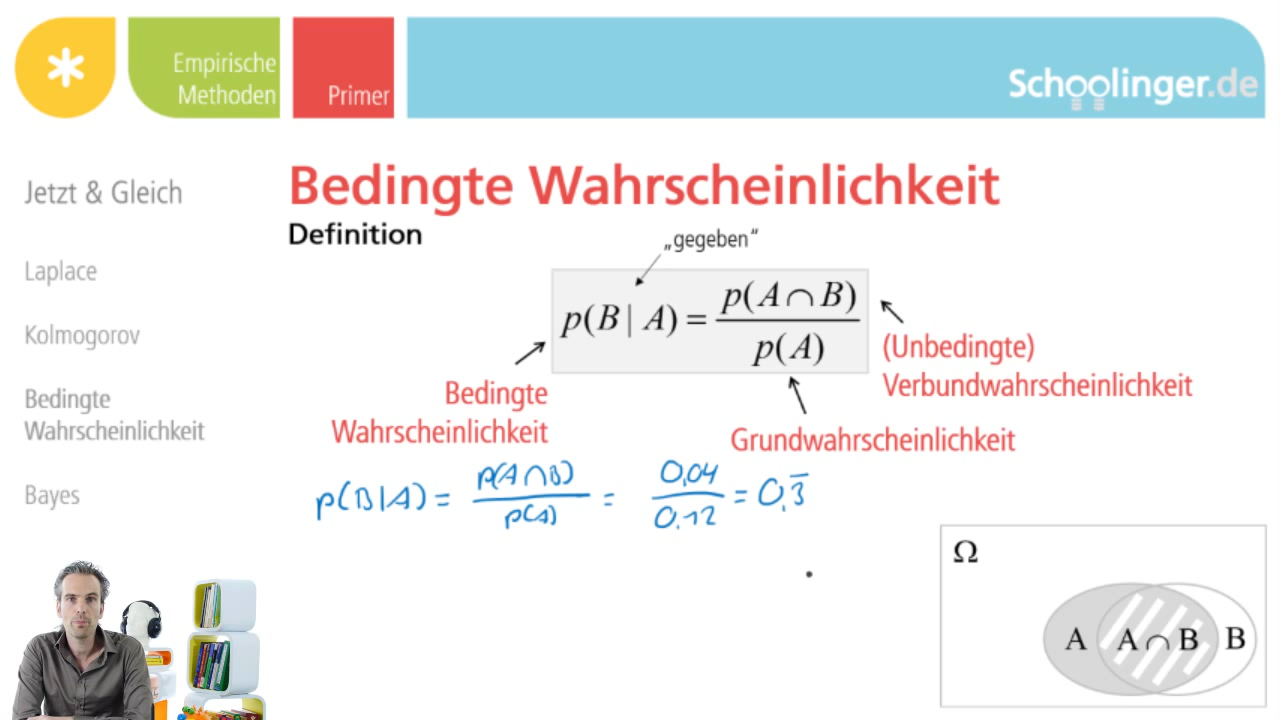 Empirische
Methoden
Primer
Schoolinger.de
Jetzt & Gleich
Laplace
Kolmogorov
Bedingte
Wahrscheinlichkeit
Bayes
Bedingte Wahrscheinlichkeit
Definition
„gegeben“
p(B | A) = p(A ∩ B) / p(A)
(Unbedingte)
Verbundwahrscheinlichkeit
Bedingte
Wahrscheinlichkeit
Grundwahrscheinlichkeit
p(B|A) = p(A∩B) / p(A) = 0,04 / 0,12 = 0,3̅
Ω
A A ∩ B B